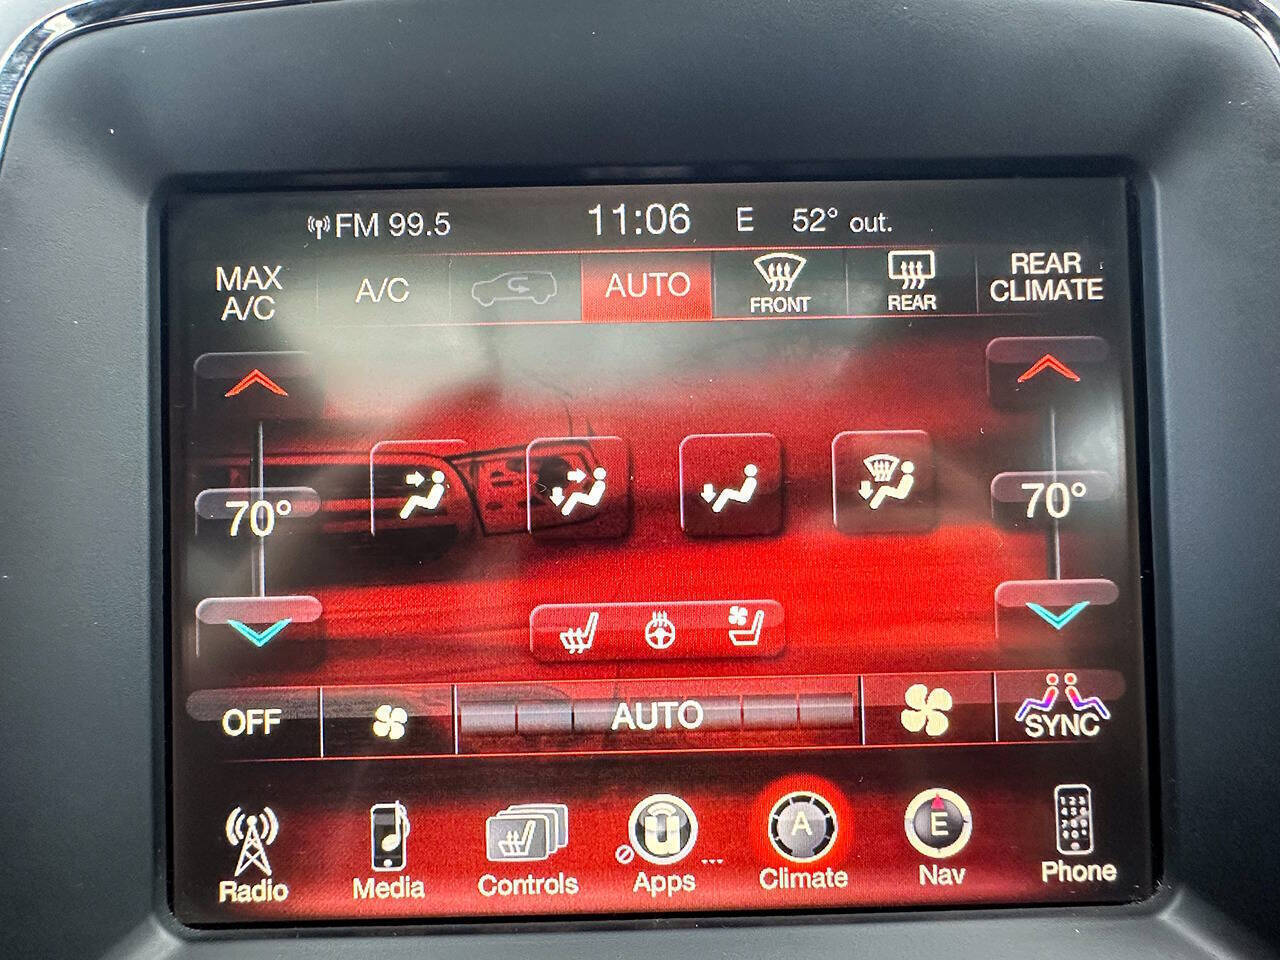 FM 99.5 11:06 E 52° out.
MAX
A/C
A/C
AUTO
FRONT
REAR
REAR
CLIMATE
70°
70°
OFF
AUTO
SYNC
A
E
Radio
Media
Controls
Apps
...
Climate
Nav
Phone